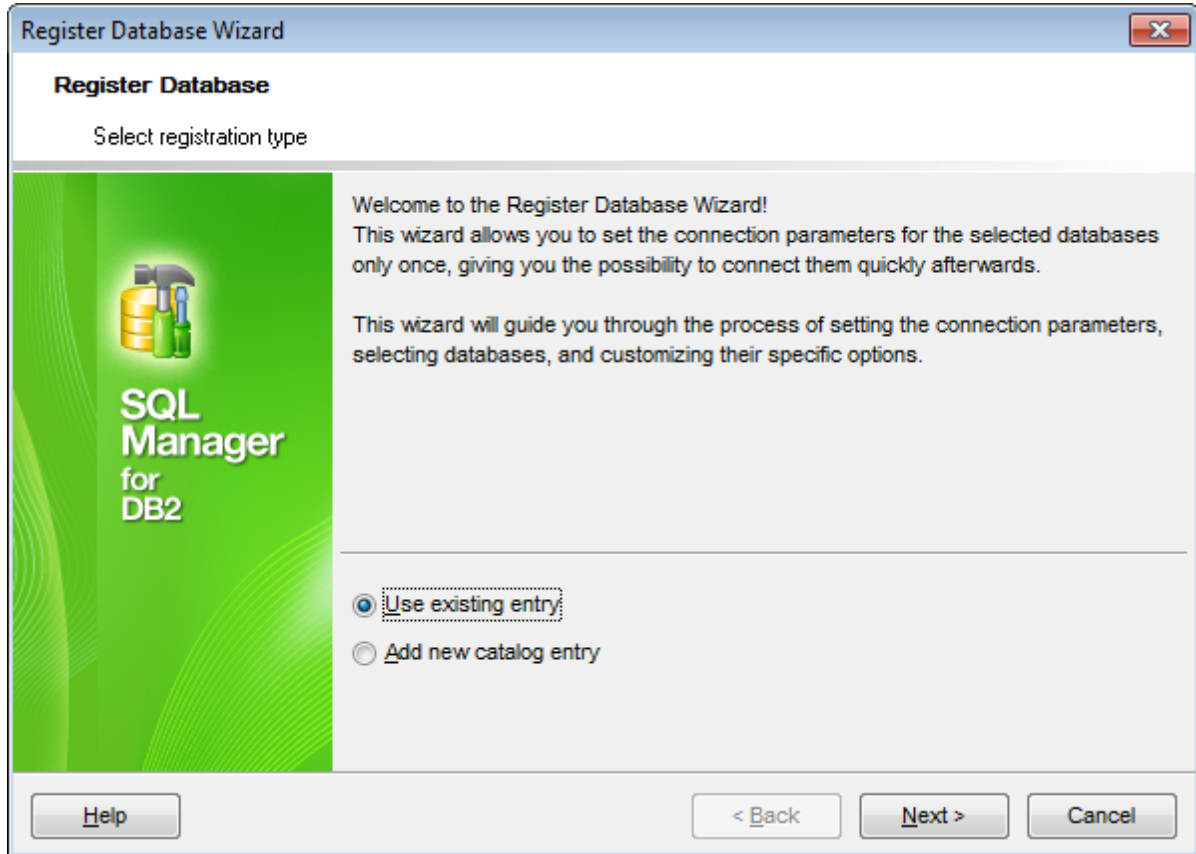 Register Database Wizard
Register Database
Select registration type
Welcome to the Register Database Wizard!
This wizard allows you to set the connection parameters for the selected databases
only once, giving you the possibility to connect them quickly afterwards.
This wizard will guide you through the process of setting the connection parameters,
selecting databases, and customizing their specific options.
SQL
Manager
for
DB2
Use existing entry
Add new catalog entry
Help
< Back
Next >
Cancel